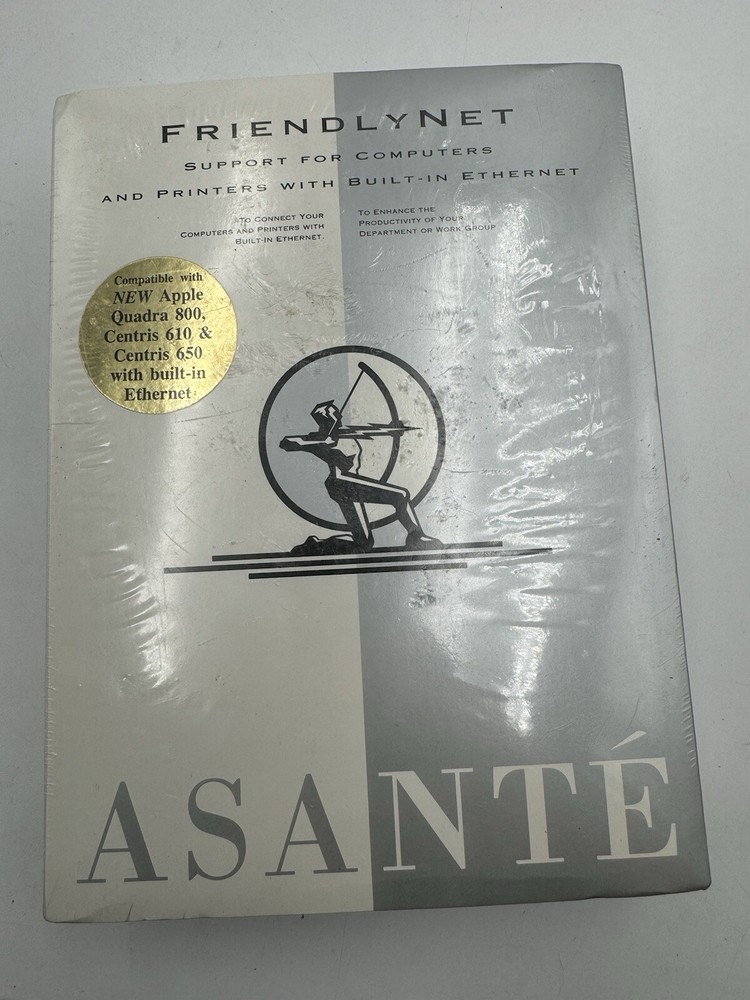 FRIENDLYNET
SUPPORT FOR COMPUTERS
AND PRINTERS WITH BUILT-IN ETHERNET
TO CONNECT YOUR
COMPUTERS AND PRINTERS WITH
BUILT-IN ETHERNET.
TO ENHANCE THE
PRODUCTIVITY OF YOUR
DEPARTMENT OR WORK GROUP
Compatible with
NEW Apple
Quadra 800,
Centris 610 &
Centris 650
with built-in
Ethernet
ASANTÉ